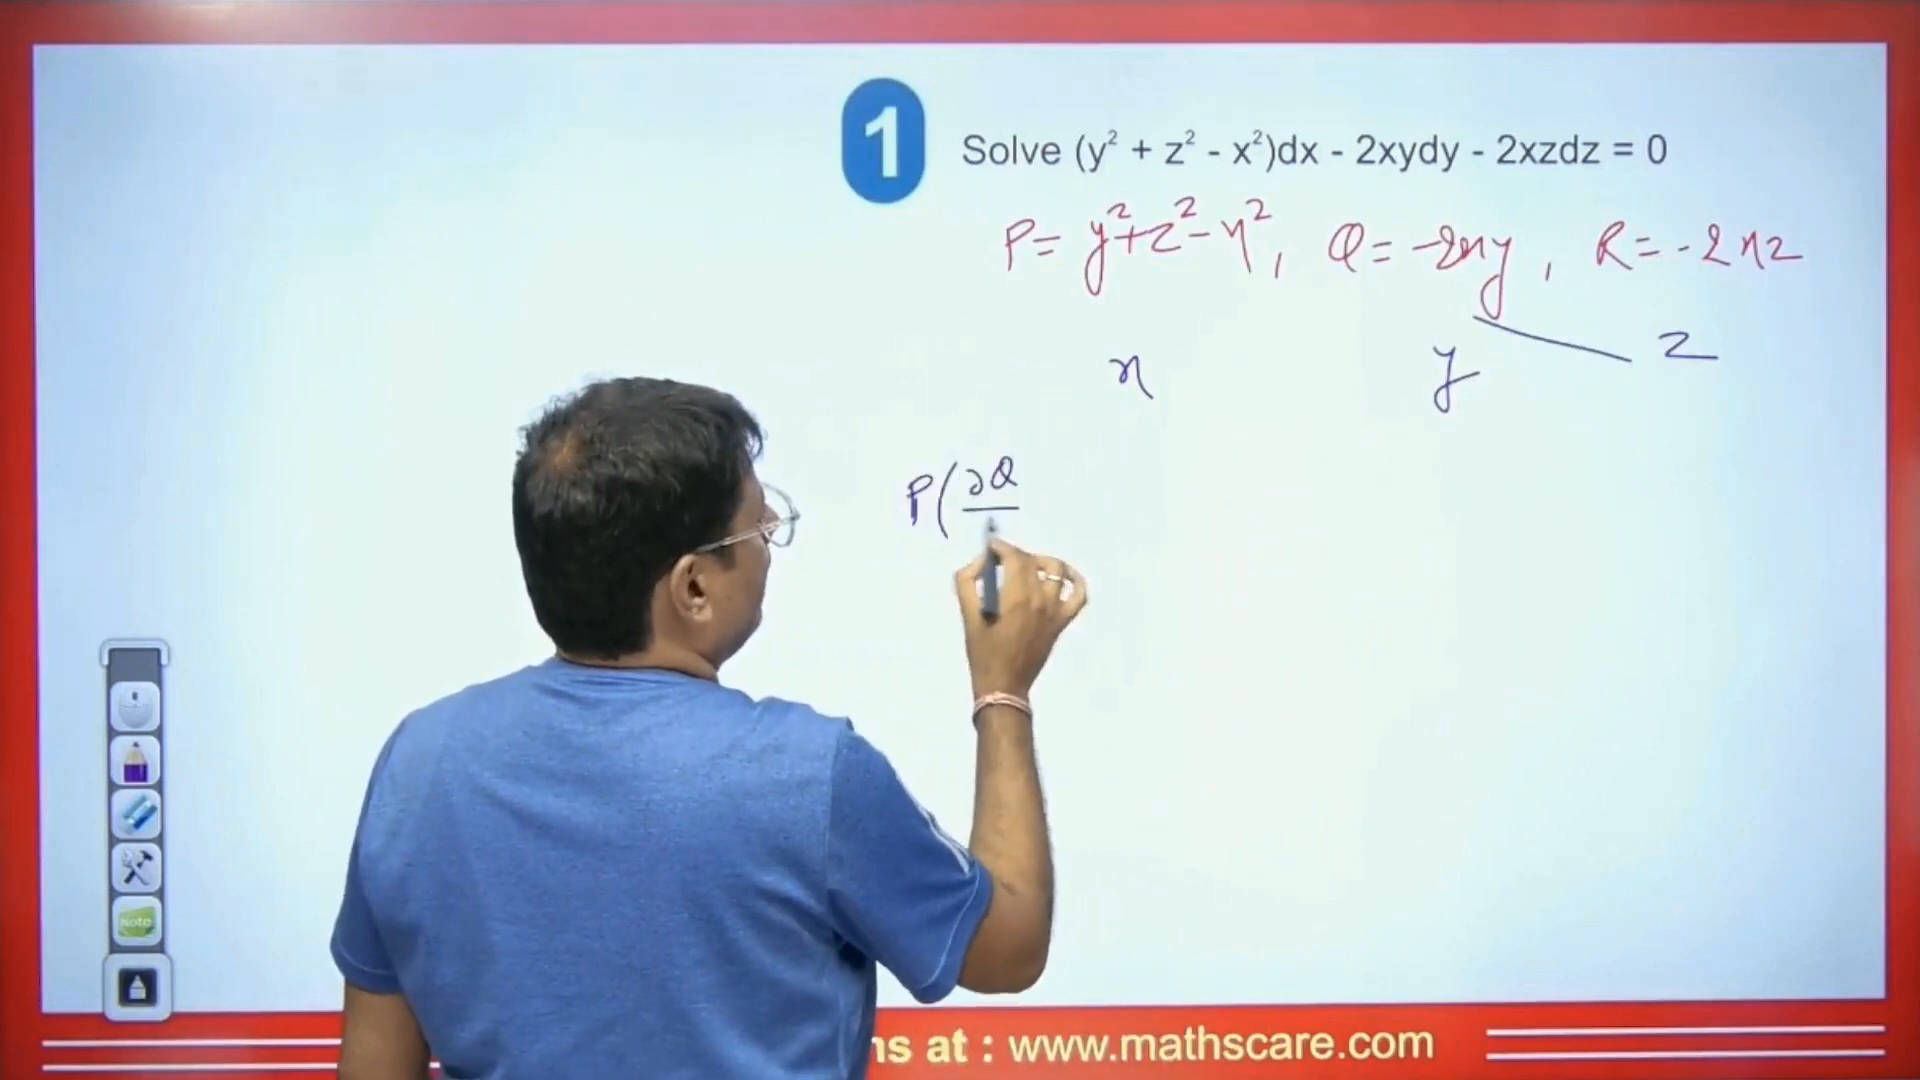 1
Solve (y² + z² - x²)dx - 2xydy - 2xzdz = 0
P = y²+z²-x², Q = -2xy, R = -2xz
x y z
P(∂Q
Note
ns at : www.mathscare.com